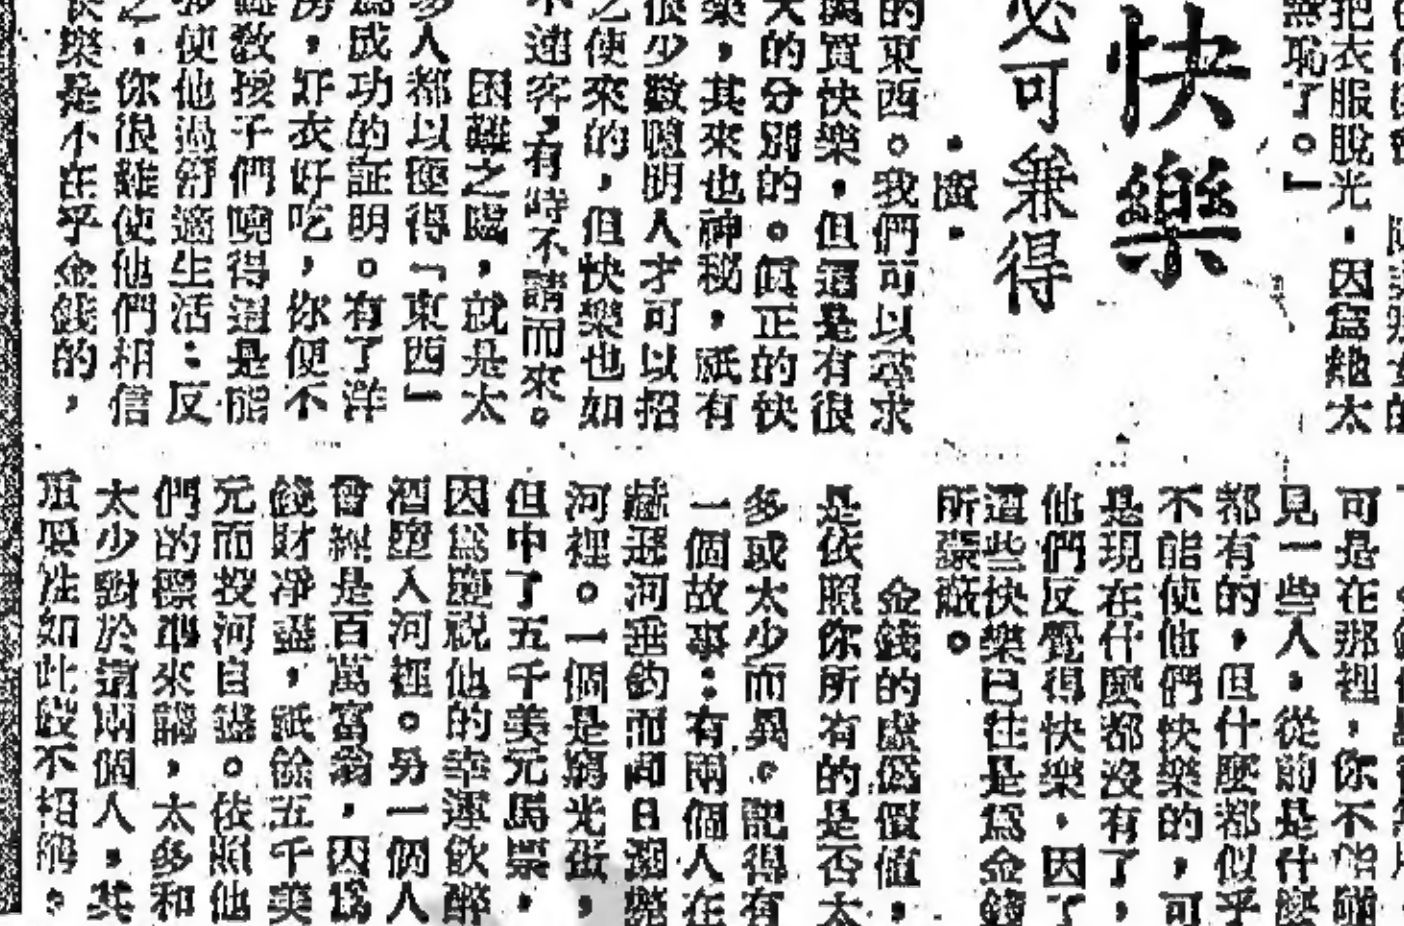 把衣服脫光,因爲絶太
無恥了。」
快樂
必可兼得
·廣·
的東西。我們可以尋求
買快樂,但還是有很
大的分別的。眞正的快
樂,其來也神秘,祇有
很少數聰明人才可以招
之使來的,但快樂也如
不速客,有時不請而來。
困難之處,就是太
多人都以獲得「東西」
爲成功的証明。有了洋
房,好衣好吃,你便不
敎孩子們曉得這是能
使他過舒適生活;反
之,你很難使他們相信
快樂是不在乎金錢的,
可是在那裡,你不能碰
見一些人,從前是什麼
都有的,但什麼都似乎
不能使他們快樂的,可
是現在什麼都沒有了,
他們反覺得快樂,因了
這些快樂已往是爲金錢
所蒙蔽。
金錢的虛僞價值,
是依照你所有的是否太
多或太少而異。記得有
一個故事:有兩個人在
赫遜河垂釣而同日溺斃
河裡。一個是窮光蛋,
但中了五千美元馬票,
因爲慶祝他的幸運飲醉
酒墮入河裡。另一個人
曾經是百萬富翁,因爲
錢財净盡,祇餘五千美
元而投河自盡。依照他
們的標準來講,太多和
太少對於這兩個人,其
重要性如此殊不相稱。